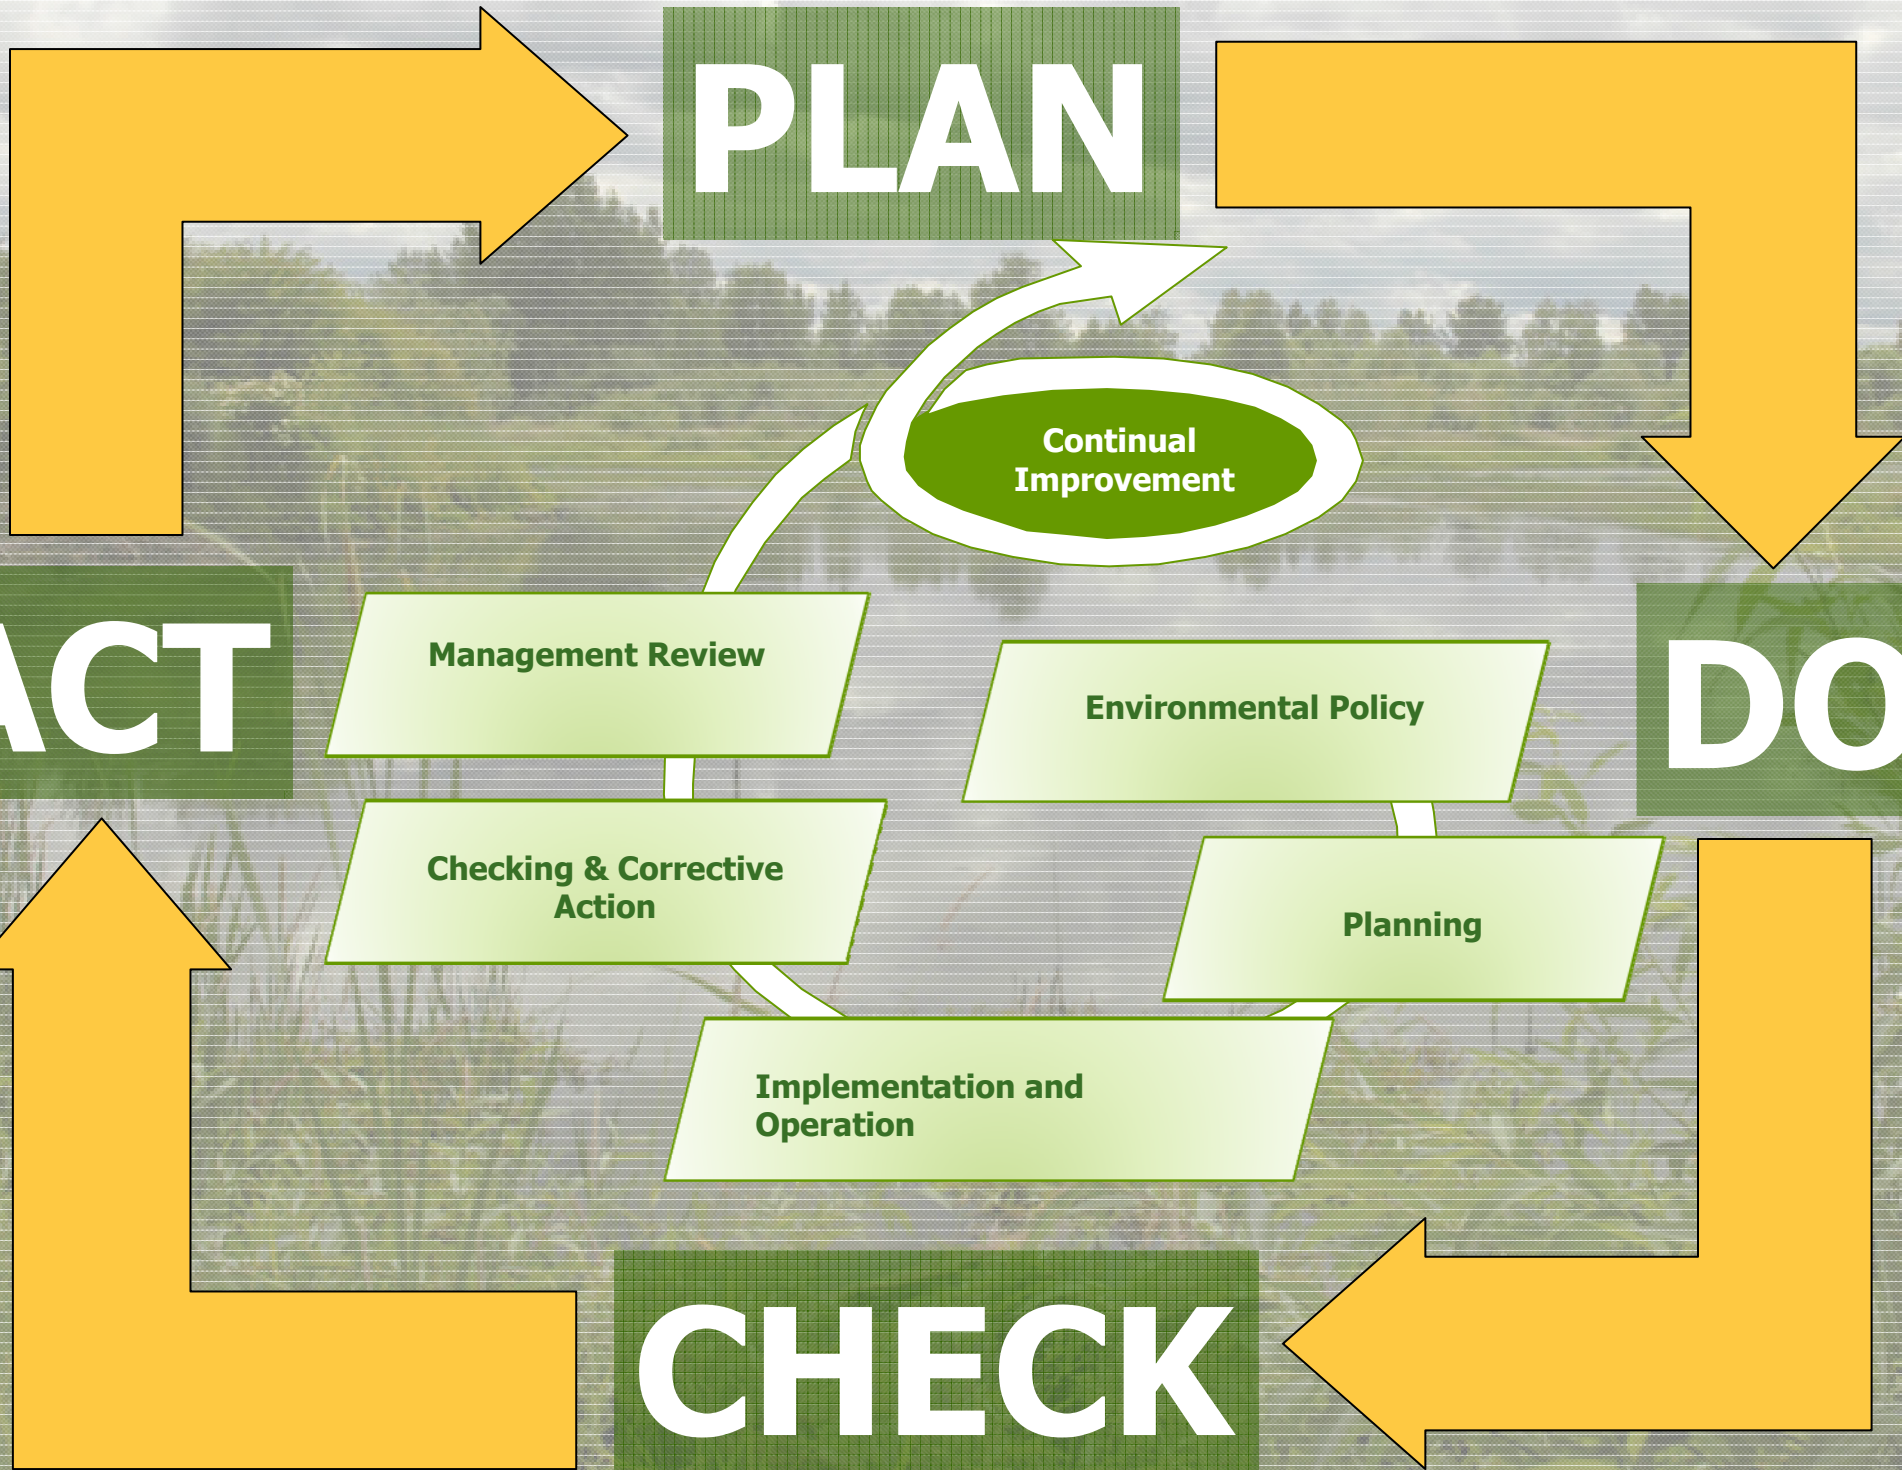 PLAN
Continual
Improvement
ACT
Management Review
Environmental Policy
DO
Checking & Corrective
Action
Planning
Implementation and
Operation
CHECK